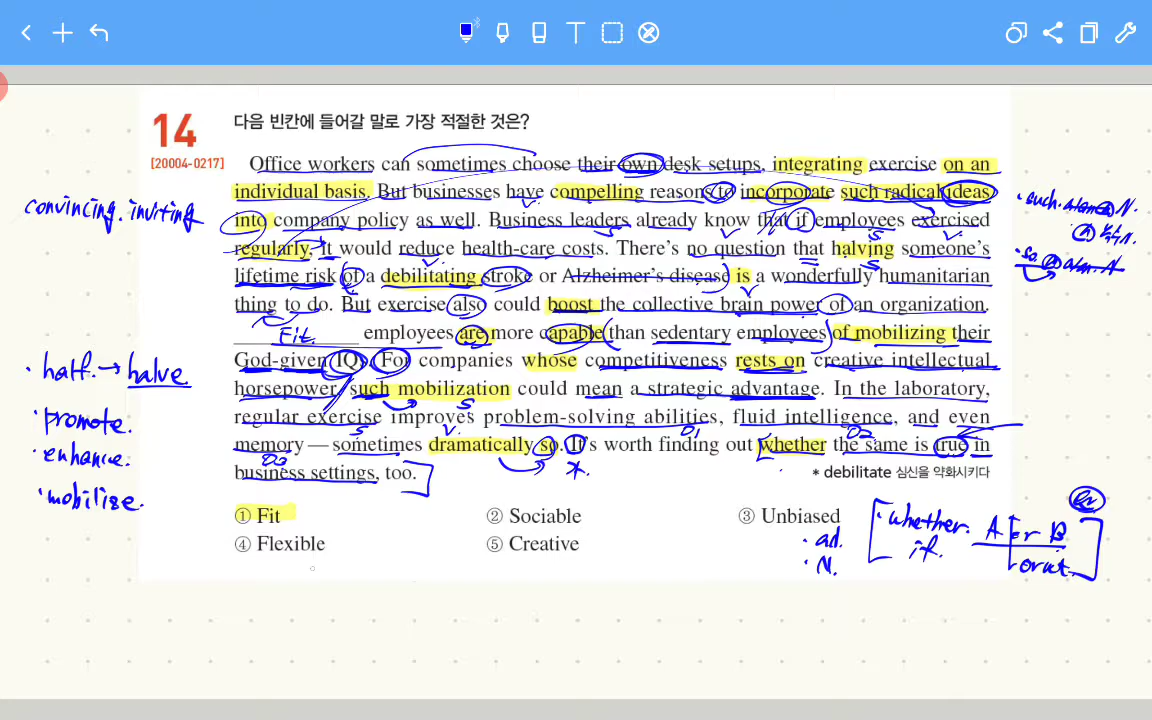 14
[20004-0217]
다음 빈칸에 들어갈 말로 가장 적절한 것은?
Office workers can sometimes choose their own desk setups, integrating exercise on an
individual basis. But businesses have compelling reasons to incorporate such radical ideas
into company policy as well. Business leaders already know that if employees exercised
regularly, it would reduce health-care costs. There's no question that halving someone's
lifetime risk of a debilitating stroke or Alzheimer's disease is a wonderfully humanitarian
thing to do. But exercise also could boost the collective brain power of an organization.
Fit employees are more capable than sedentary employees of mobilizing their
God-given IQs. For companies whose competitiveness rests on creative intellectual
horsepower, such mobilization could mean a strategic advantage. In the laboratory,
regular exercise improves problem-solving abilities, fluid intelligence, and even
memory — sometimes dramatically so. It's worth finding out whether the same is true in
business settings, too.
* debilitate 심신을 약화시키다
① Fit
② Sociable
③ Unbiased
④ Flexible
⑤ Creative
convincing. inviting
· half. → halve
· promote.
· enhance.
· mobilize.
· such
· so
· whether. A or B
if.
· ad.
· N.
S
V
O1
O2
O3